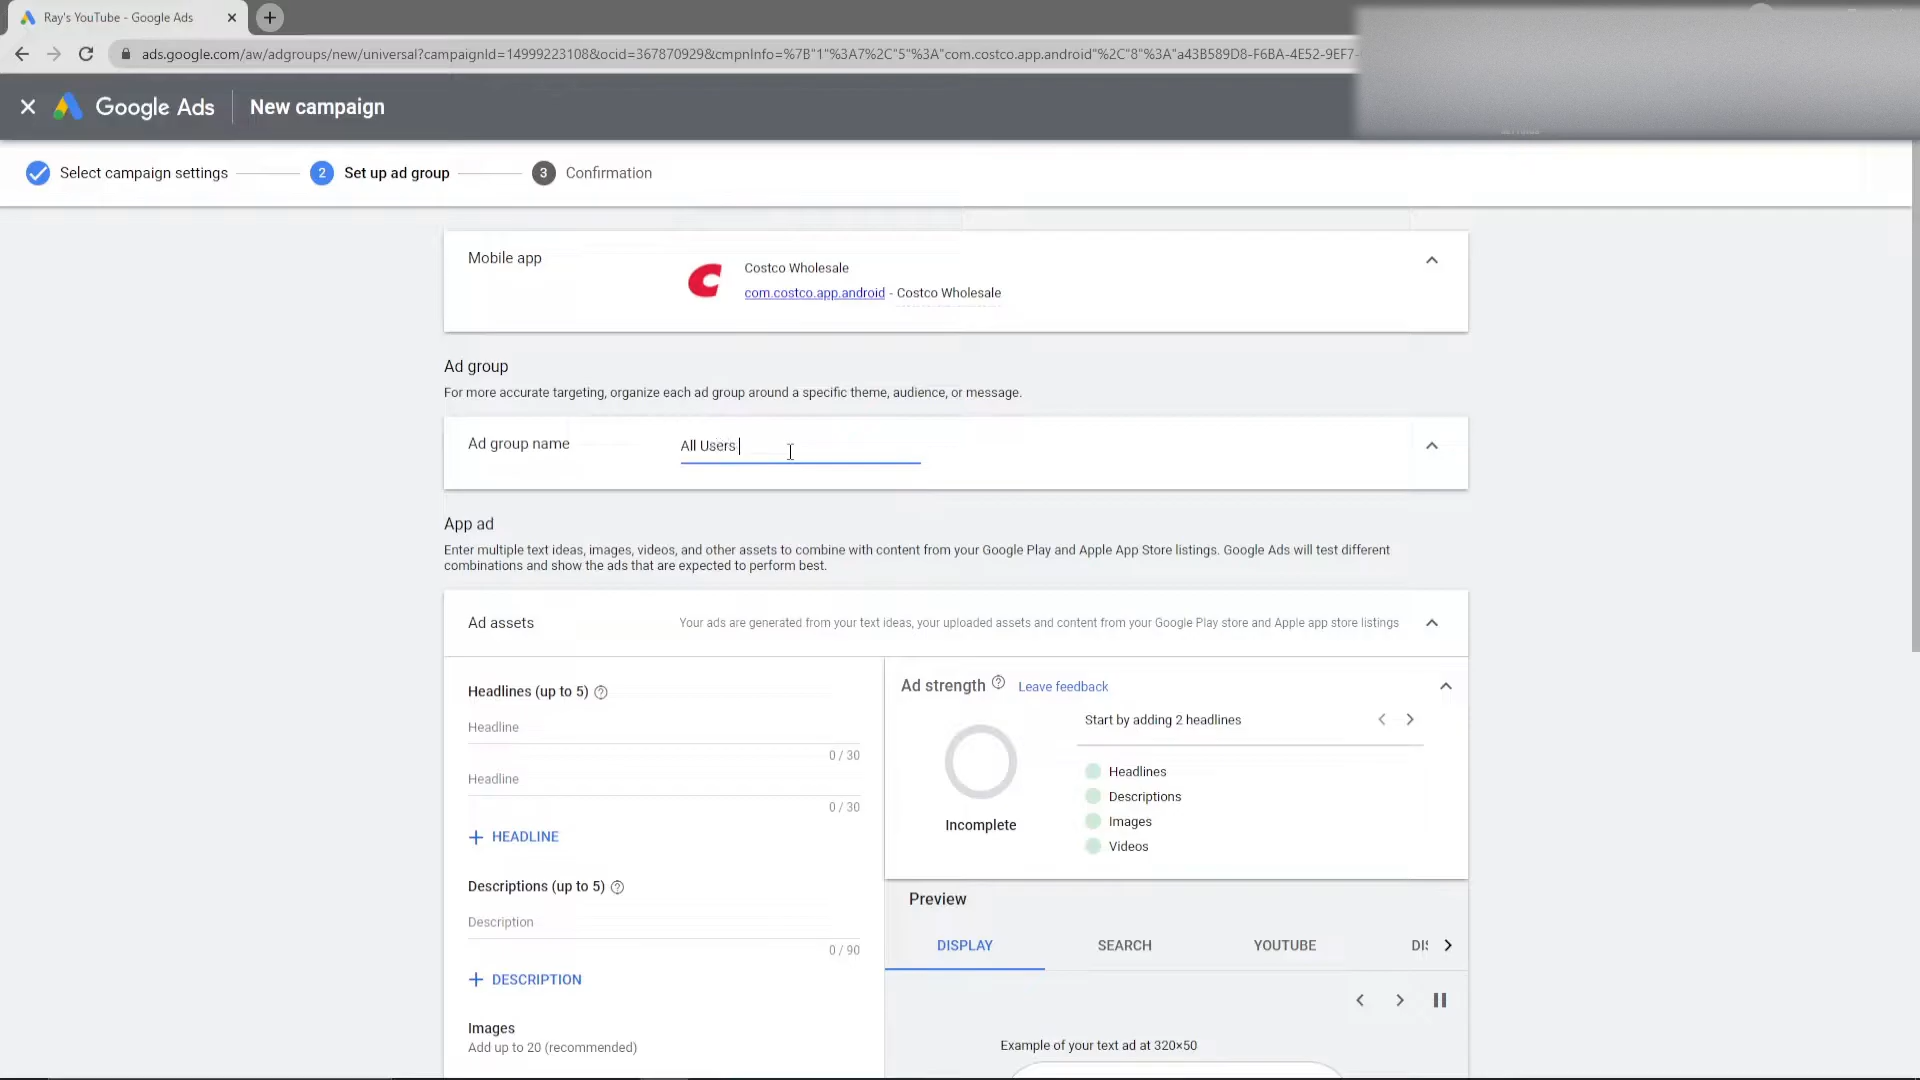 Ray's YouTube - Google Ads
ads.google.com/aw/adgroups/new/universal?campaignId=14999223108&ocid=367870929&cmpnInfo=%7B"1"%3A7%2C"5"%3A"com.costco.app.android"%2C"8"%3A"a43B589D8-F6BA-4E52-9EF7-
Google Ads New campaign
Select campaign settings 2 Set up ad group 3 Confirmation
Mobile app
Costco Wholesale
com.costco.app.android - Costco Wholesale
Ad group
For more accurate targeting, organize each ad group around a specific theme, audience, or message.
Ad group name All Users
App ad
Enter multiple text ideas, images, videos, and other assets to combine with content from your Google Play and Apple App Store listings. Google Ads will test different
combinations and show the ads that are expected to perform best.
Ad assets Your ads are generated from your text ideas, your uploaded assets and content from your Google Play store and Apple app store listings
Headlines (up to 5)
Headline
0 / 30
Headline
0 / 30
+ HEADLINE
Descriptions (up to 5)
Description
0 / 90
+ DESCRIPTION
Images
Add up to 20 (recommended)
Ad strength Leave feedback
Start by adding 2 headlines
Incomplete
Headlines
Descriptions
Images
Videos
Preview
DISPLAY SEARCH YOUTUBE DIS
Example of your text ad at 320×50